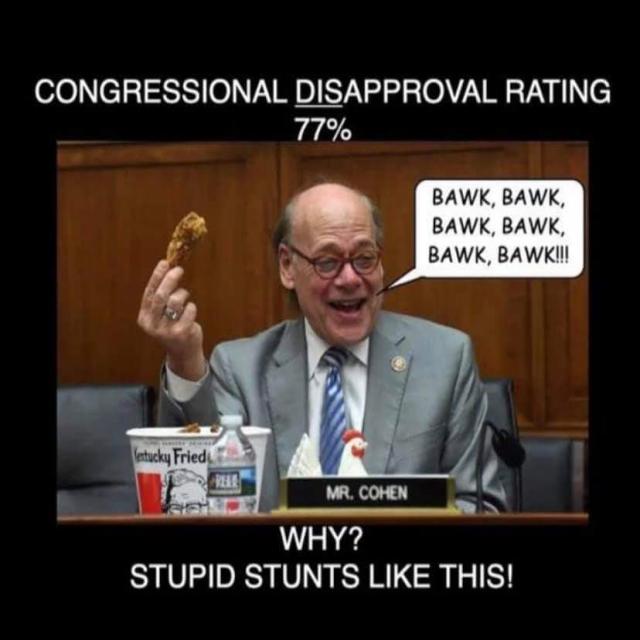 CONGRESSIONAL DISAPPROVAL RATING
77%
BAWK, BAWK,
BAWK, BAWK,
BAWK, BAWK!!!
Kentucky Fried
MR. COHEN
WHY?
STUPID STUNTS LIKE THIS!